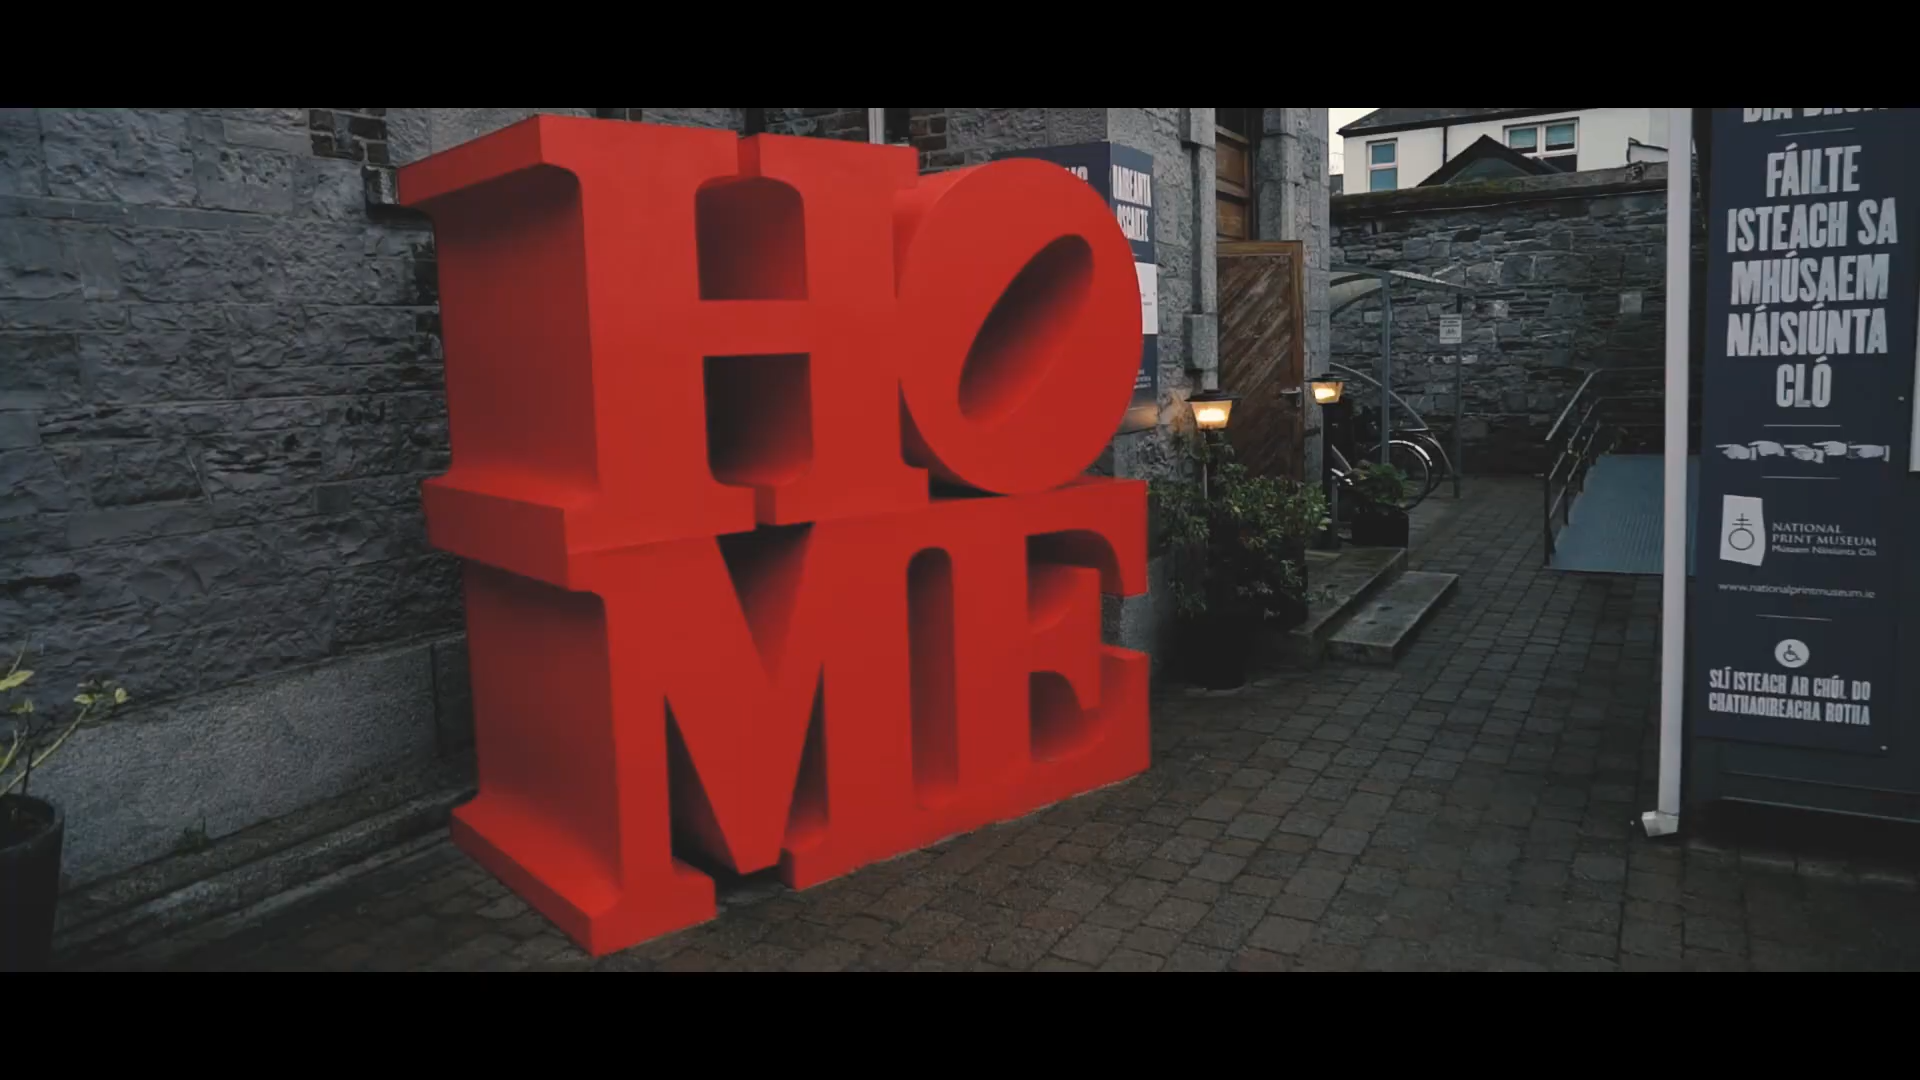 HO
ME
OSCAILTE
FÁILTE
ISTEACH SA
MHÚSAEM
NÁISIÚNTA
CLÓ
NATIONAL
PRINT MUSEUM
Músaem Náisiúnta Cló
www.nationalprintmuseum.ie
SLÍ ISTEACH AR CHÚL DO
CHATHAOIREACHA ROTHA